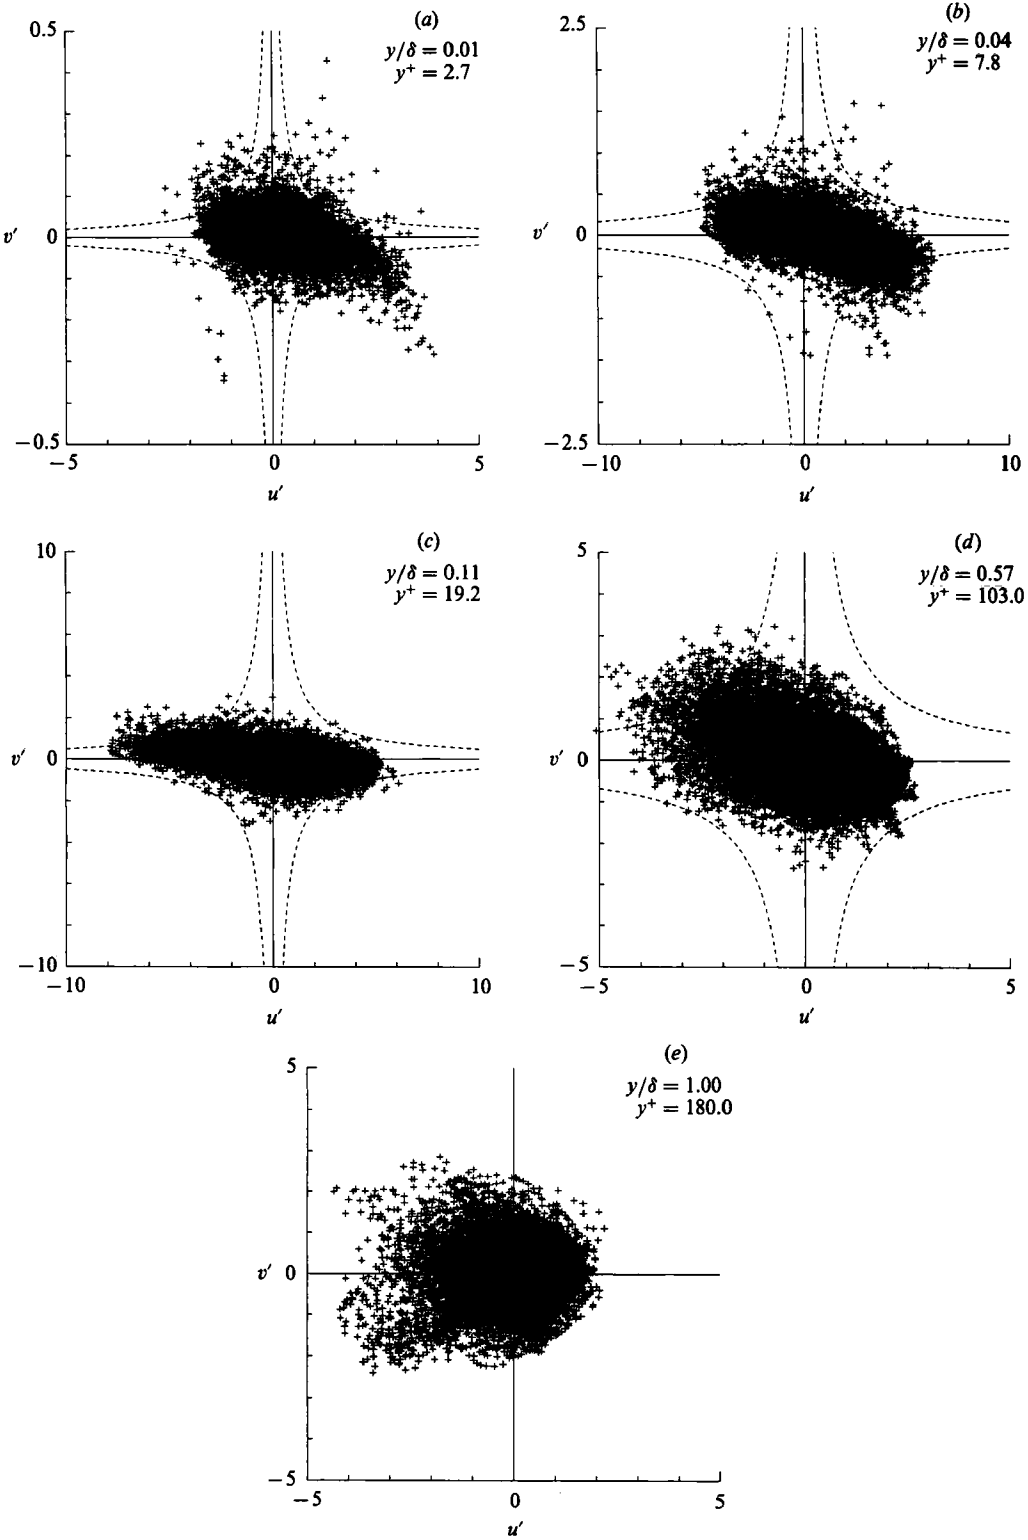 (a)
y/δ = 0.01
y⁺ = 2.7
0.5
v′
0
−0.5
−5
0
5
u′
(b)
y/δ = 0.04
y⁺ = 7.8
2.5
v′
0
−2.5
−10
0
10
u′
(c)
y/δ = 0.11
y⁺ = 19.2
10
v′
0
−10
−10
0
10
u′
(d)
y/δ = 0.57
y⁺ = 103.0
5
v′
0
−5
−5
0
5
u′
(e)
y/δ = 1.00
y⁺ = 180.0
5
v′
0
−5
−5
0
5
u′